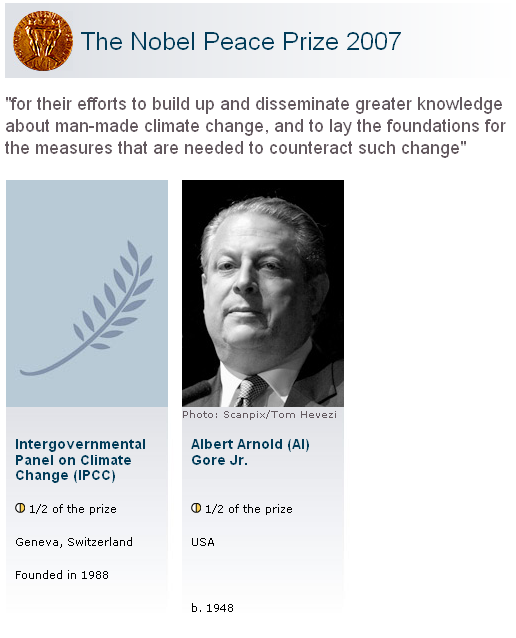 The Nobel Peace Prize 2007
"for their efforts to build up and disseminate greater knowledge
about man-made climate change, and to lay the foundations for
the measures that are needed to counteract such change"
Photo: Scanpix/Tom Hevezi
Intergovernmental
Panel on Climate
Change (IPCC)
1/2 of the prize
Geneva, Switzerland
Founded in 1988
Albert Arnold (Al)
Gore Jr.
1/2 of the prize
USA
b. 1948